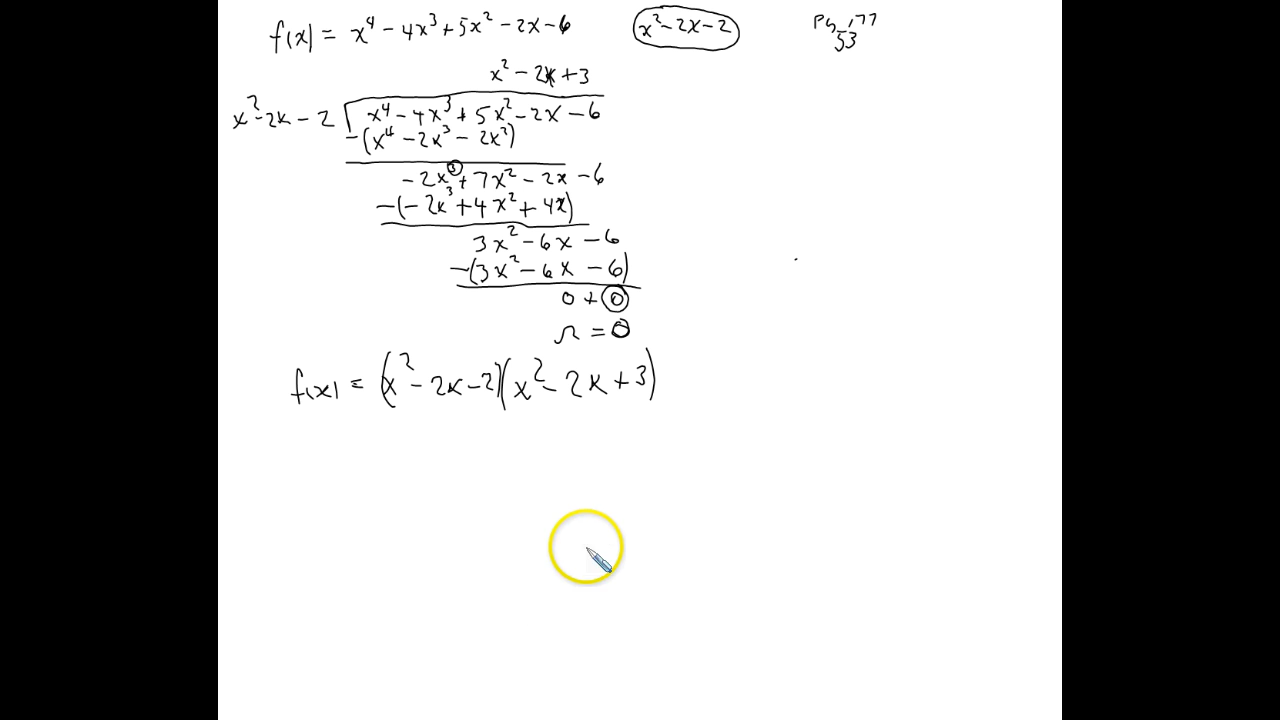 f(x) = x⁴ - 4x³ + 5x² - 2x - 6    x² - 2x - 2    Pg 177
53
x² - 2x + 3
x² - 2x - 2 | x⁴ - 4x³ + 5x² - 2x - 6
-(x⁴ - 2x³ - 2x²)
-2x³ + 7x² - 2x - 6
-(-2x³ + 4x² + 4x)
3x² - 6x - 6
-(3x² - 6x - 6)
0 + 0
r = 0
f(x) = (x² - 2x - 2)(x² - 2x + 3)